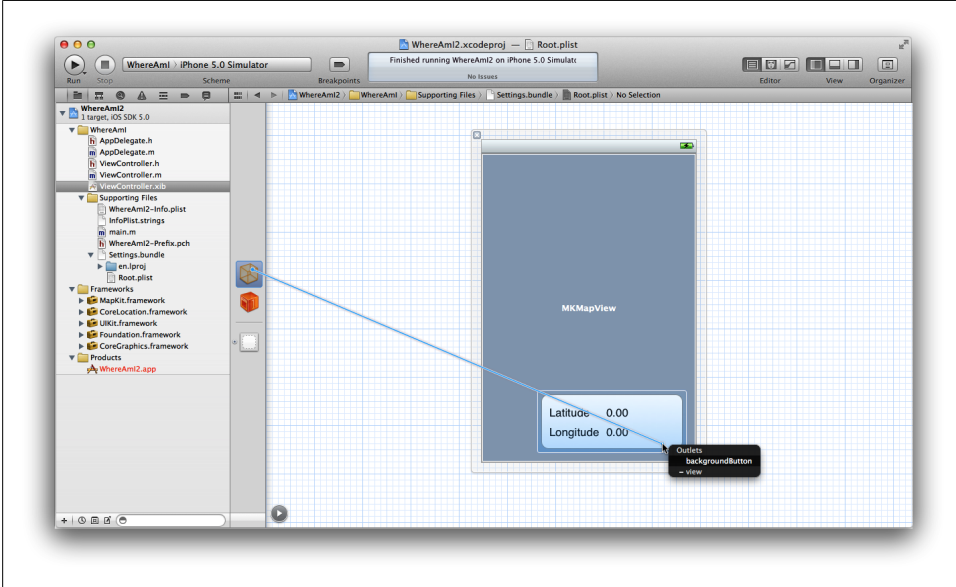 WhereAmI2.xcodeproj — Root.plist
WhereAmI › iPhone 5.0 Simulator
Finished running WhereAmI2 on iPhone 5.0 Simulatc
No Issues
Run Stop Scheme Breakpoints Editor View Organizer
WhereAmI2 › WhereAmI › Supporting Files › Settings.bundle › Root.plist › No Selection
WhereAmI2
1 target, iOS SDK 5.0
WhereAmI
h AppDelegate.h
m AppDelegate.m
h ViewController.h
m ViewController.m
ViewController.xib
Supporting Files
WhereAmI2-Info.plist
InfoPlist.strings
m main.m
h WhereAmI2-Prefix.pch
Settings.bundle
en.lproj
Root.plist
Frameworks
MapKit.framework
CoreLocation.framework
UIKit.framework
Foundation.framework
CoreGraphics.framework
Products
WhereAmI2.app
MKMapView
Latitude 0.00
Longitude 0.00
Outlets
backgroundButton
– view